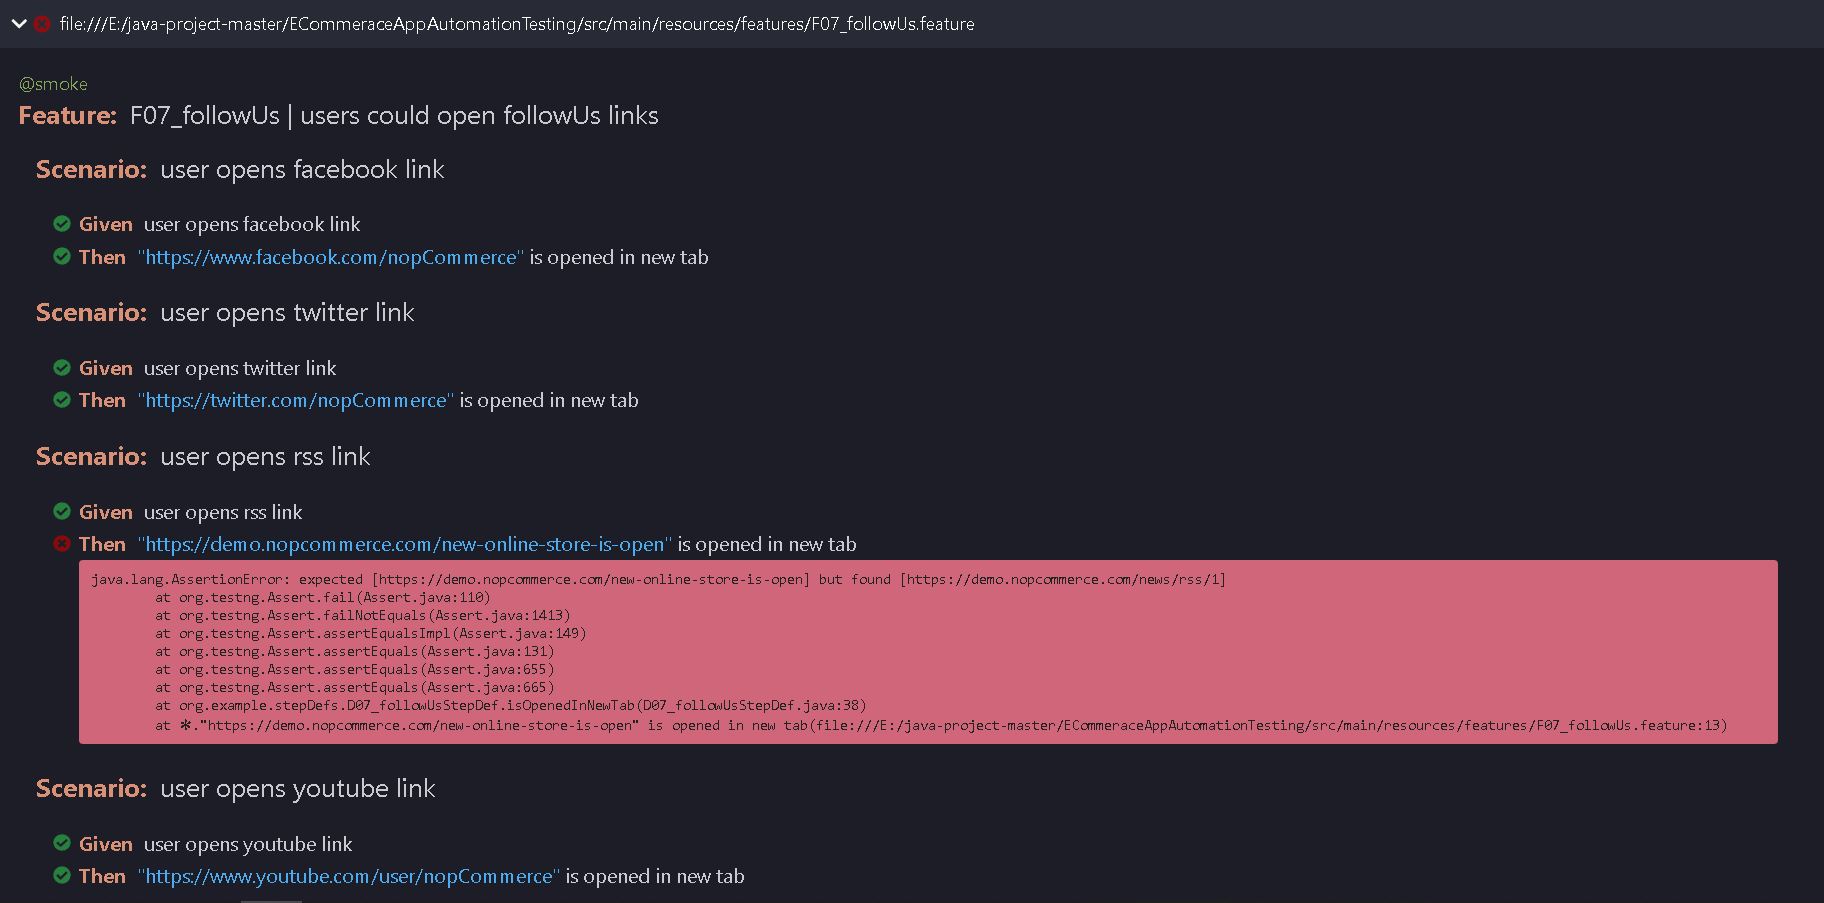 file:///E:/java-project-master/ECommeraceAppAutomationTesting/src/main/resources/features/F07_followUs.feature
@smoke
Feature: F07_followUs | users could open followUs links
Scenario: user opens facebook link
Given user opens facebook link
Then "https://www.facebook.com/nopCommerce" is opened in new tab
Scenario: user opens twitter link
Given user opens twitter link
Then "https://twitter.com/nopCommerce" is opened in new tab
Scenario: user opens rss link
Given user opens rss link
Then "https://demo.nopcommerce.com/new-online-store-is-open" is opened in new tab
java.lang.AssertionError: expected [https://demo.nopcommerce.com/new-online-store-is-open] but found [https://demo.nopcommerce.com/news/rss/1]
at org.testng.Assert.fail(Assert.java:110)
at org.testng.Assert.failNotEquals(Assert.java:1413)
at org.testng.Assert.assertEqualsImpl(Assert.java:149)
at org.testng.Assert.assertEquals(Assert.java:131)
at org.testng.Assert.assertEquals(Assert.java:655)
at org.testng.Assert.assertEquals(Assert.java:665)
at org.example.stepDefs.D07_followUsStepDef.isOpenedInNewTab(D07_followUsStepDef.java:38)
at ✻."https://demo.nopcommerce.com/new-online-store-is-open" is opened in new tab(file:///E:/java-project-master/ECommeraceAppAutomationTesting/src/main/resources/features/F07_followUs.feature:13)
Scenario: user opens youtube link
Given user opens youtube link
Then "https://www.youtube.com/user/nopCommerce" is opened in new tab